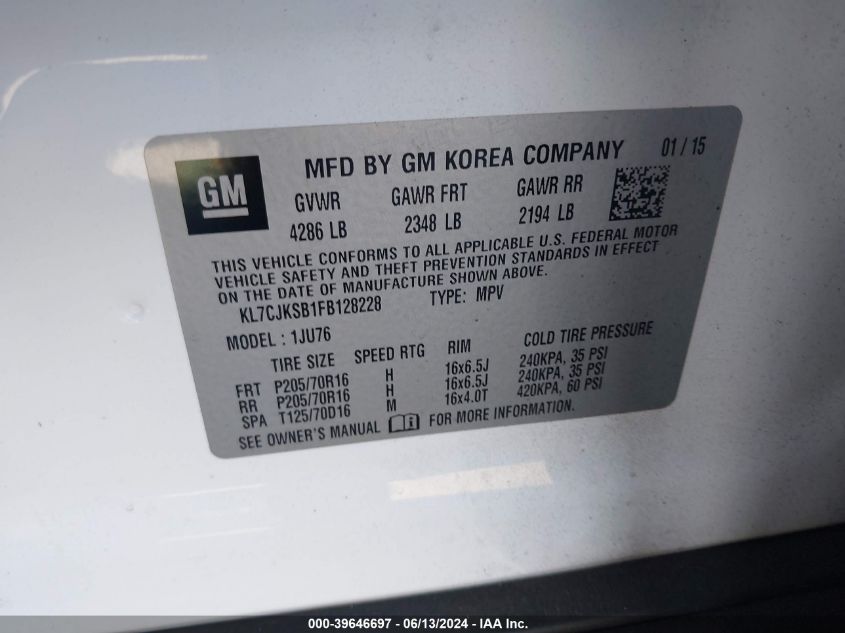 GM
MFD BY GM KOREA COMPANY 01 / 15
GVWR GAWR FRT GAWR RR
4286 LB 2348 LB 2194 LB
THIS VEHICLE CONFORMS TO ALL APPLICABLE U.S. FEDERAL MOTOR
VEHICLE SAFETY AND THEFT PREVENTION STANDARDS IN EFFECT
ON THE DATE OF MANUFACTURE SHOWN ABOVE.
KL7CJKSB1FB128228 TYPE: MPV
MODEL : 1JU76
TIRE SIZE SPEED RTG RIM COLD TIRE PRESSURE
FRT P205/70R16 H 16x6.5J 240KPA, 35 PSI
RR P205/70R16 H 16x6.5J 240KPA, 35 PSI
SPA T125/70D16 M 16x4.0T 420KPA, 60 PSI
SEE OWNER'S MANUAL FOR MORE INFORMATION.
000-39646697 - 06/13/2024 - IAA Inc.